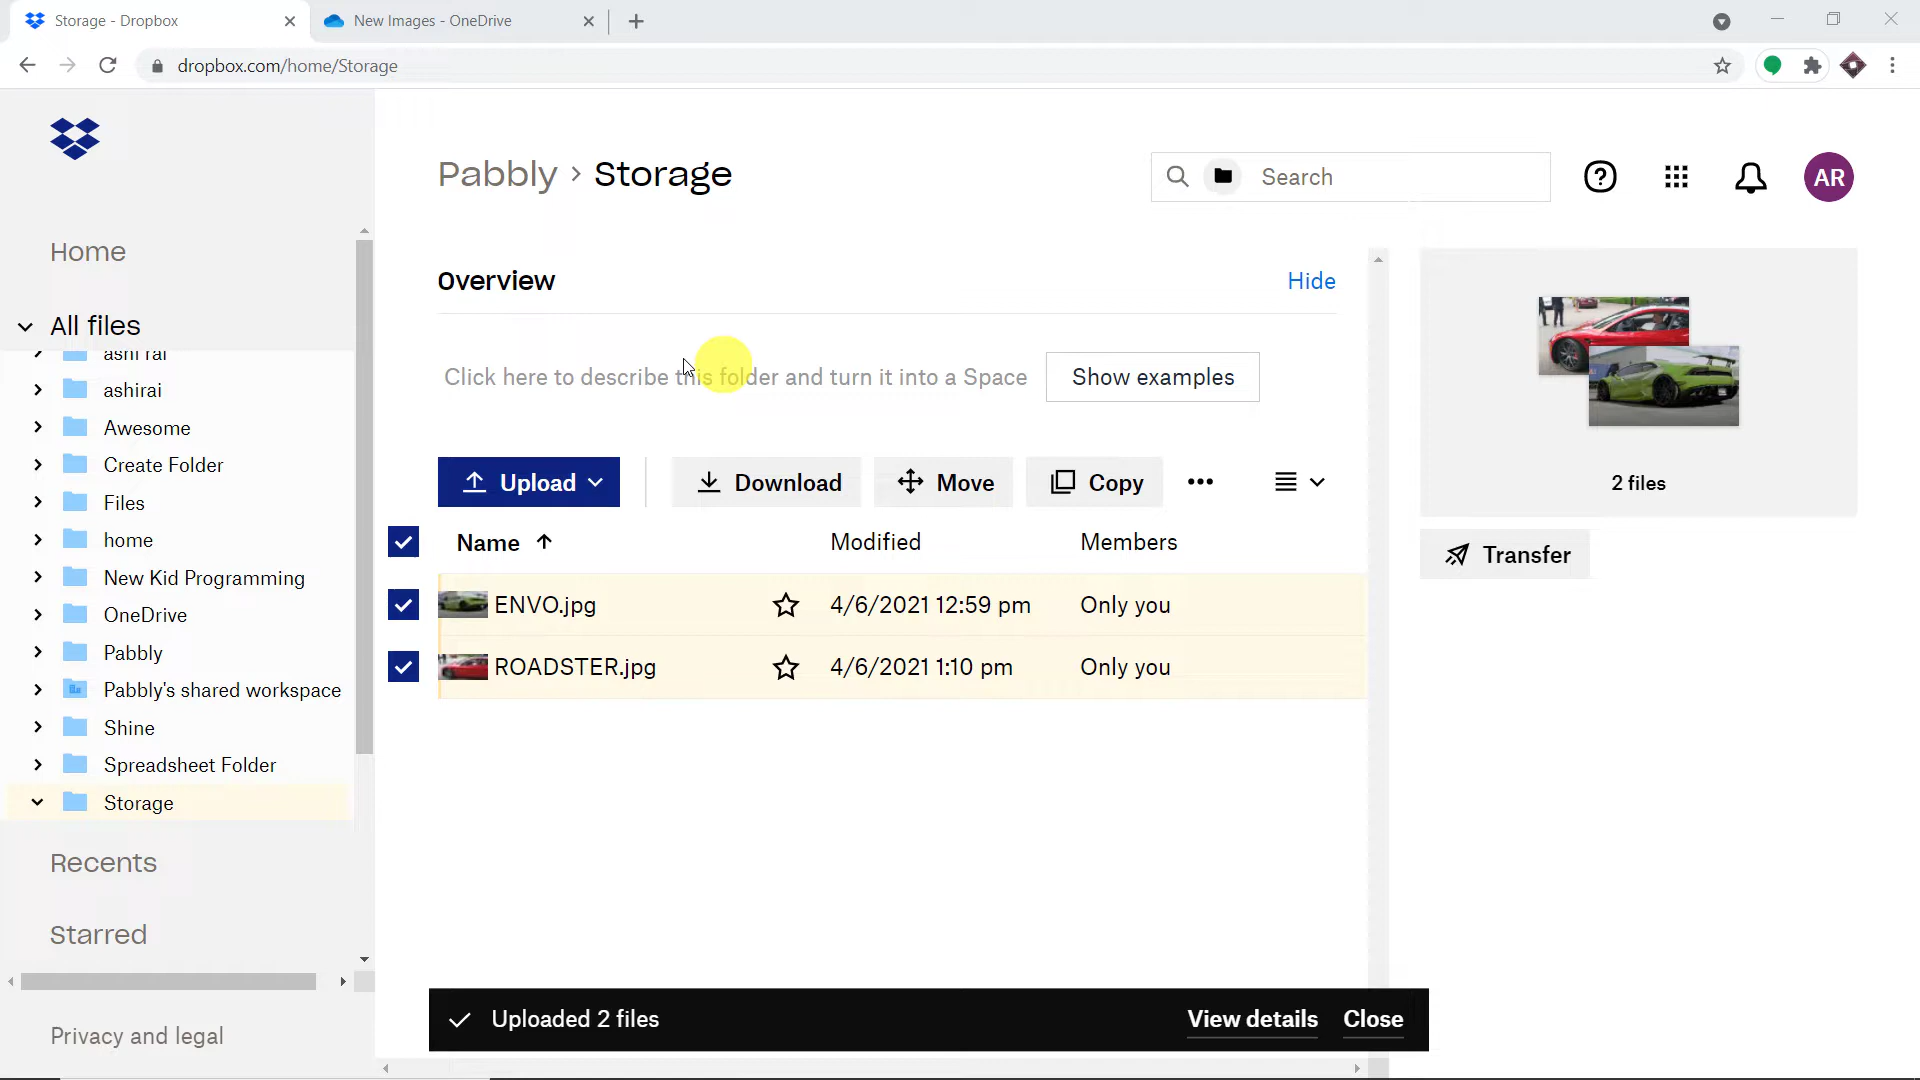 Storage - Dropbox
New Images - OneDrive
dropbox.com/home/Storage
Pabbly › Storage
Search
AR
Home
All files
ashi rai
ashirai
Awesome
Create Folder
Files
home
New Kid Programming
OneDrive
Pabbly
Pabbly's shared workspace
Shine
Spreadsheet Folder
Storage
Recents
Starred
Privacy and legal
Overview
Hide
Click here to describe this folder and turn it into a Space
Show examples
Upload
Download
Move
Copy
Name
Modified
Members
ENVO.jpg 4/6/2021 12:59 pm Only you
ROADSTER.jpg 4/6/2021 1:10 pm Only you
2 files
Transfer
Uploaded 2 files
View details
Close